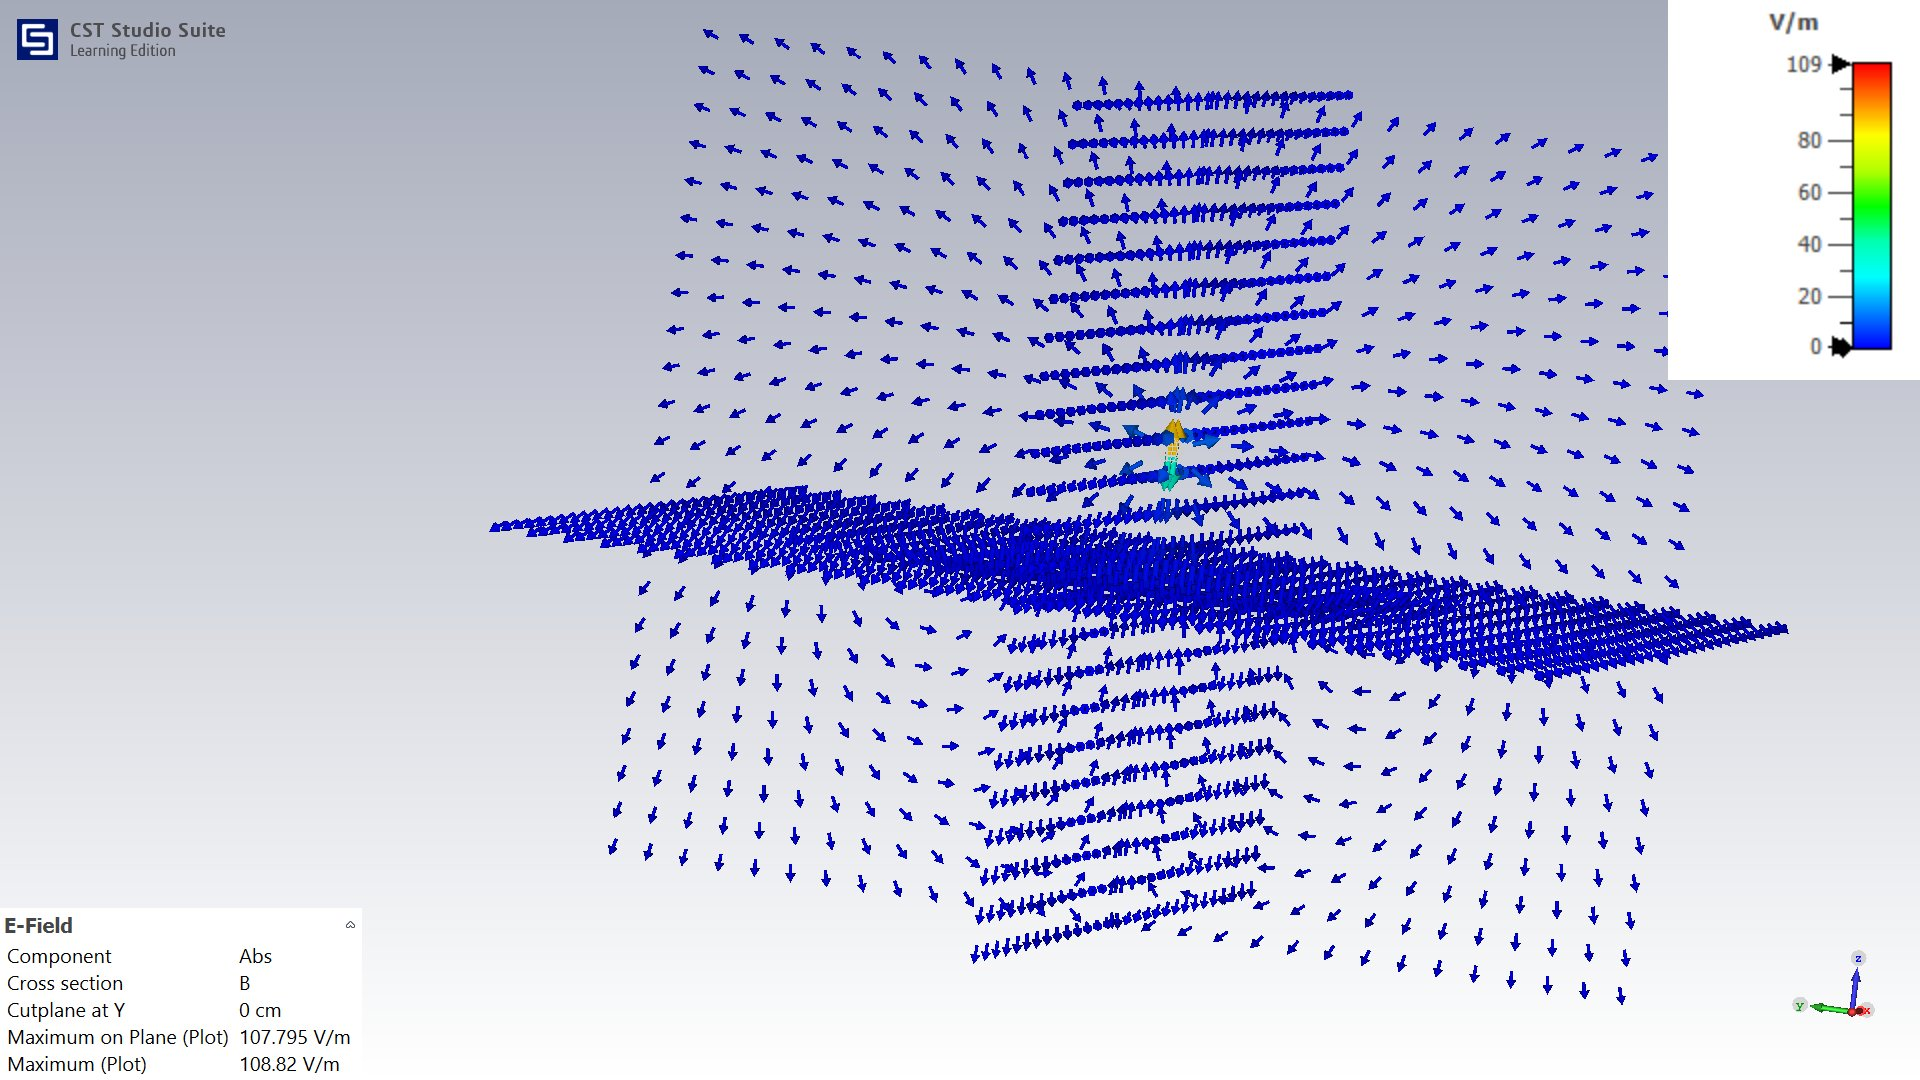 CST Studio Suite
Learning Edition
V/m
109
80
60
40
20
0
E-Field
Component Abs
Cross section B
Cutplane at Y 0 cm
Maximum on Plane (Plot) 107.795 V/m
Maximum (Plot) 108.82 V/m
z
Y
x